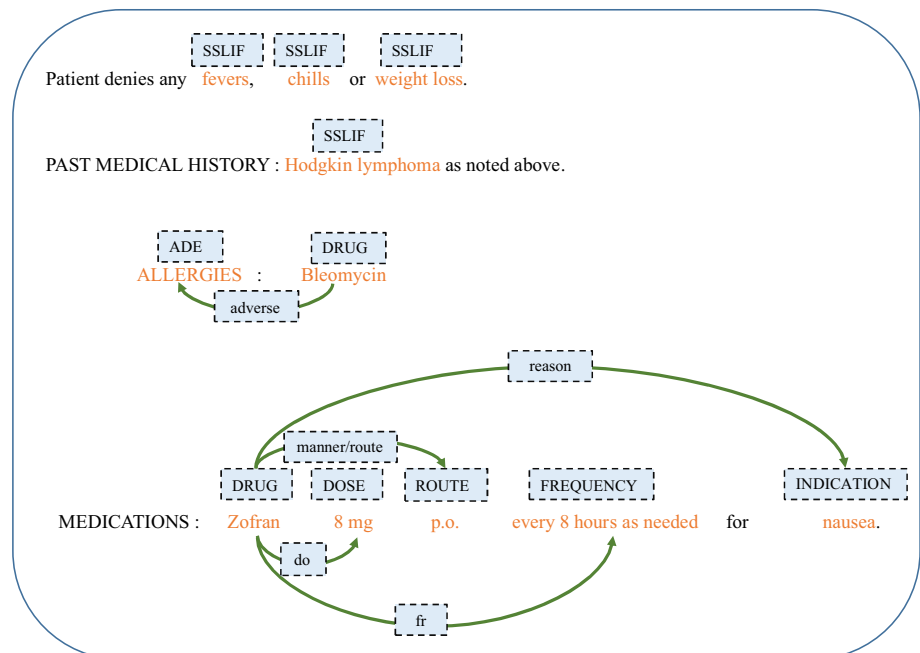 SSLIF SSLIF SSLIF
Patient denies any fevers, chills or weight loss.
SSLIF
PAST MEDICAL HISTORY : Hodgkin lymphoma as noted above.
ADE DRUG
ALLERGIES : Bleomycin
adverse
reason
manner/route
DRUG DOSE ROUTE FREQUENCY INDICATION
MEDICATIONS : Zofran 8 mg p.o. every 8 hours as needed for nausea.
do
fr